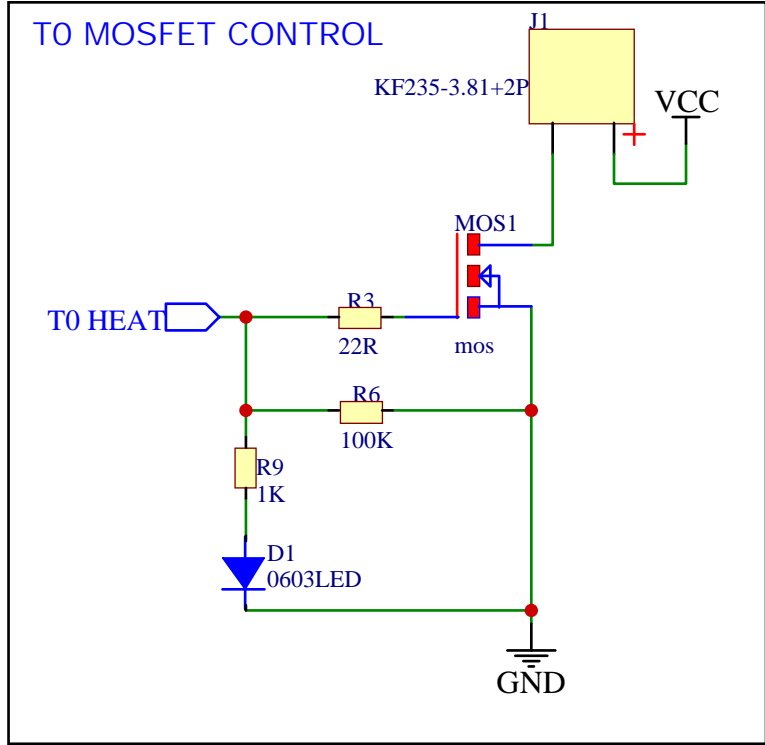 T0 MOSFET CONTROL
J1
KF235-3.81+2P
VCC
MOS1
T0 HEAT
R3
22R
mos
R6
100K
R9
1K
D1
0603LED
GND